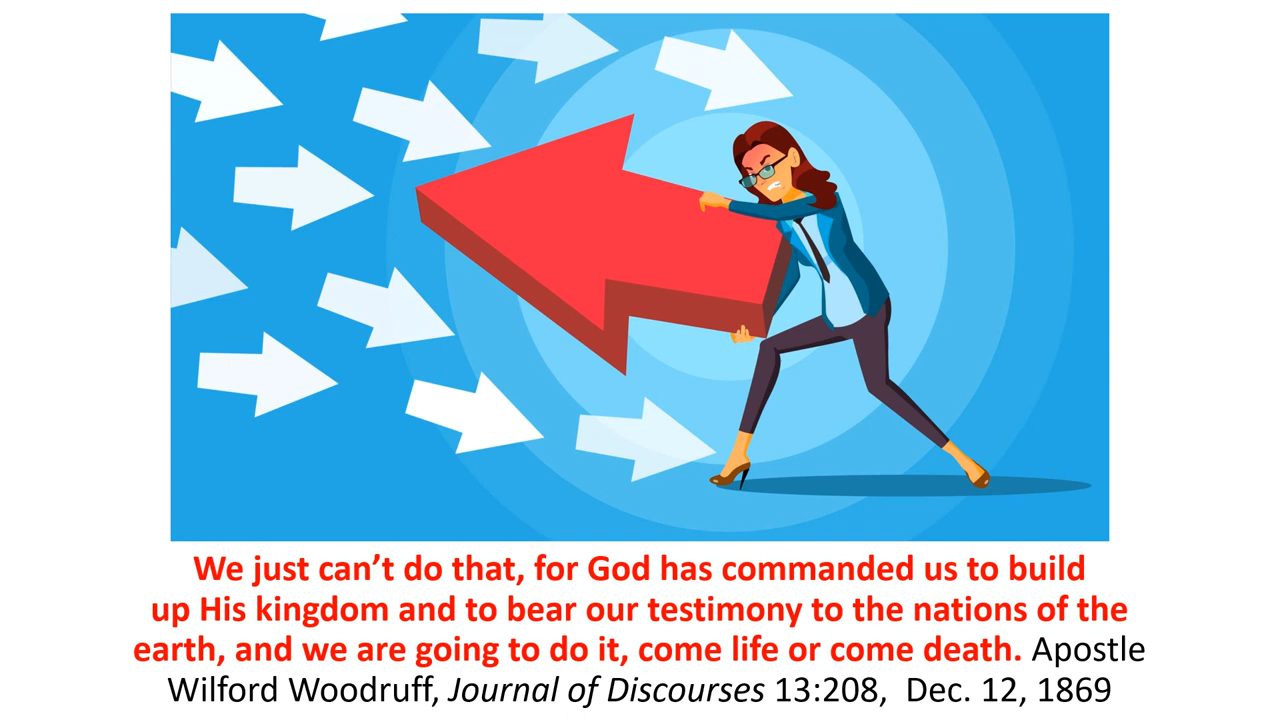 We just can’t do that, for God has commanded us to build
up His kingdom and to bear our testimony to the nations of the
earth, and we are going to do it, come life or come death. Apostle
Wilford Woodruff, Journal of Discourses 13:208,  Dec. 12, 1869